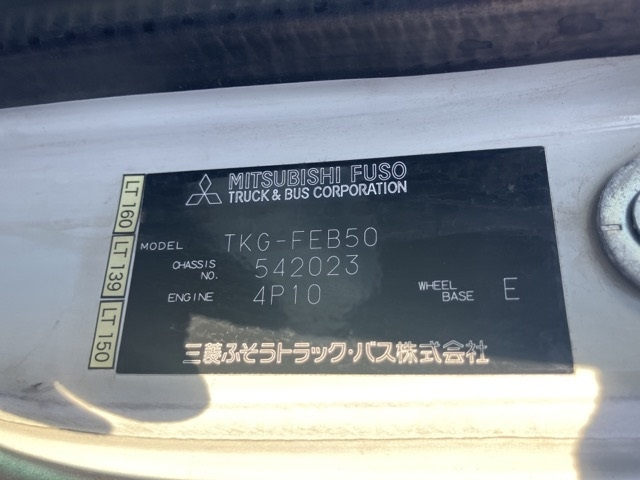 MITSUBISHI FUSO
TRUCK & BUS CORPORATION
MODEL TKG-FEB50
CHASSIS NO. 542023
ENGINE 4P10 WHEEL BASE E
三菱ふそうトラック・バス株式会社
LT 160
LT 139
LT 150